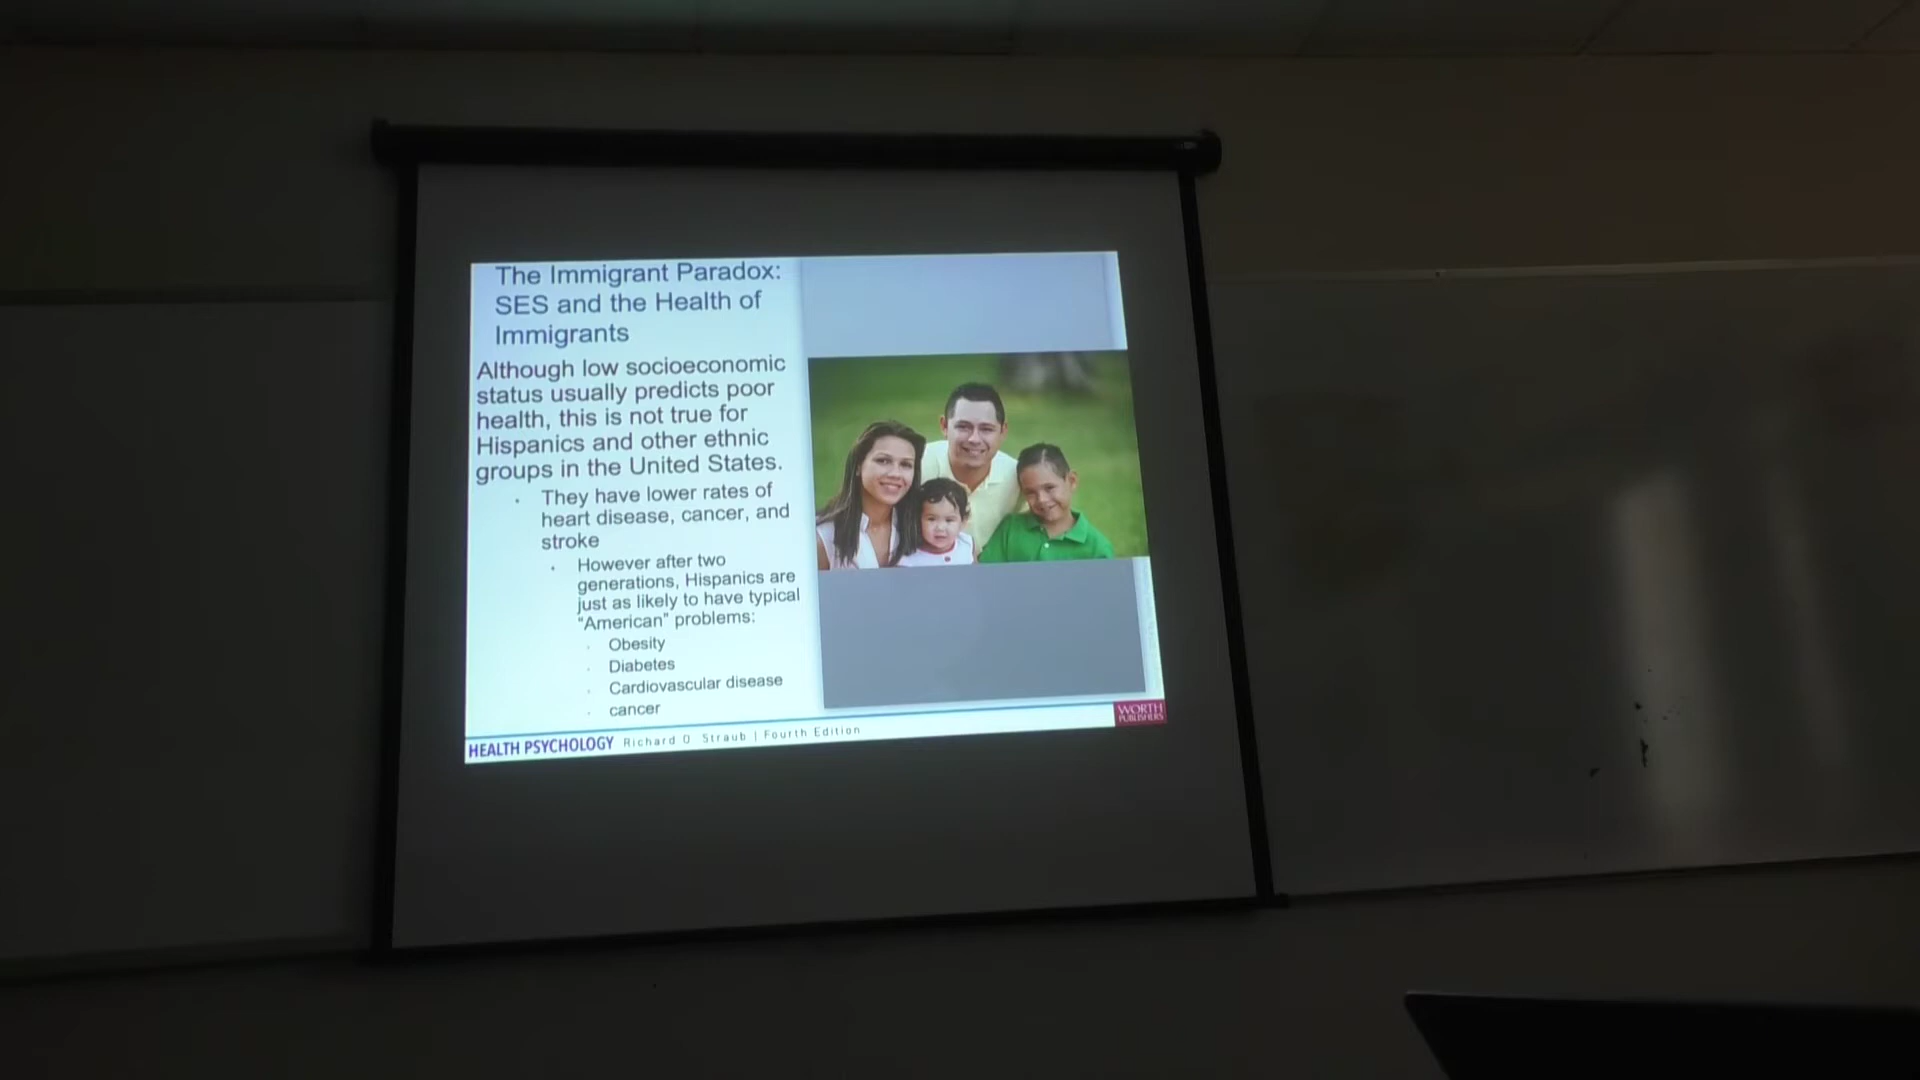 The Immigrant Paradox:
SES and the Health of
Immigrants
Although low socioeconomic
status usually predicts poor
health, this is not true for
Hispanics and other ethnic
groups in the United States.
• They have lower rates of
heart disease, cancer, and
stroke
• However after two
generations, Hispanics are
just as likely to have typical
"American" problems:
· Obesity
· Diabetes
· Cardiovascular disease
· cancer
HEALTH PSYCHOLOGY Richard O Straub | Fourth Edition
WORTH
PUBLISHERS